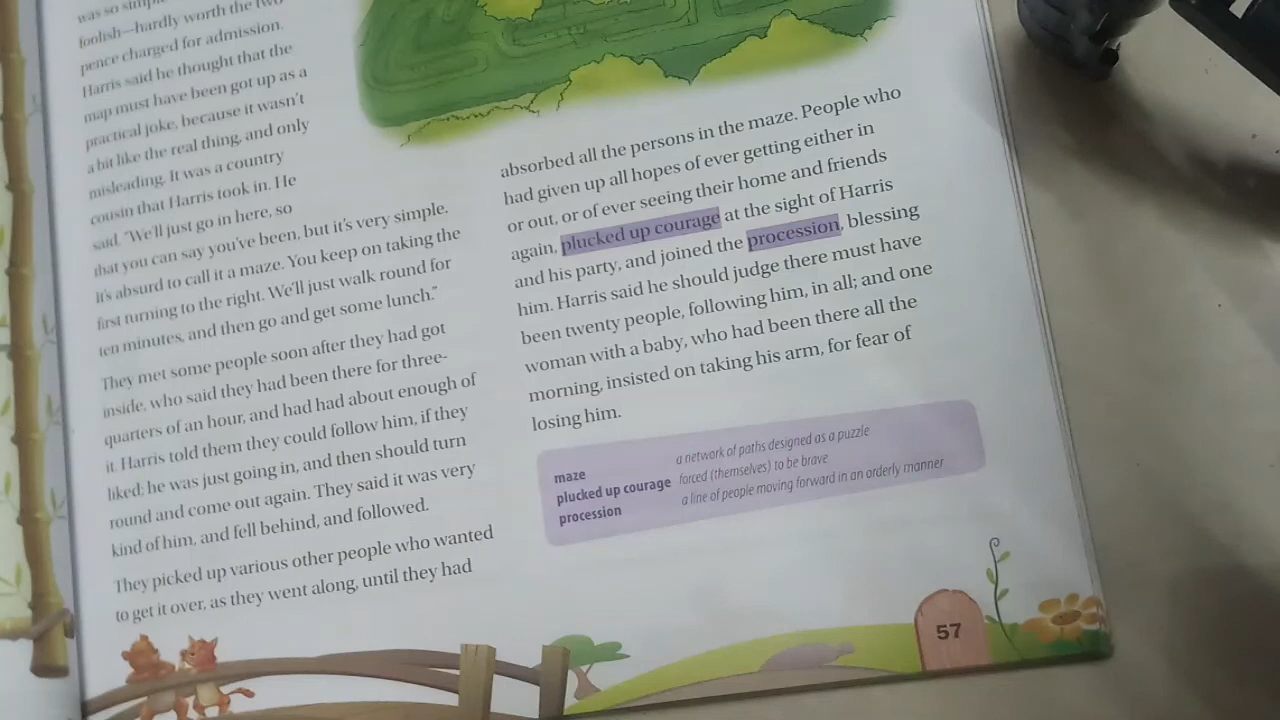 was so simple
foolish—hardly worth the two
pence charged for admission.
Harris said he thought that the
map must have been got up as a
practical joke, because it wasn't
a bit like the real thing, and only
misleading. It was a country
cousin that Harris took in. He
said, "We'll just go in here, so
that you can say you've been, but it's very simple.
It's absurd to call it a maze. You keep on taking the
first turning to the right. We'll just walk round for
ten minutes, and then go and get some lunch."
They met some people soon after they had got
inside, who said they had been there for three-
quarters of an hour, and had had about enough of
it. Harris told them they could follow him, if they
liked; he was just going in, and then should turn
round and come out again. They said it was very
kind of him, and fell behind, and followed.
They picked up various other people who wanted
to get it over, as they went along, until they had
absorbed all the persons in the maze. People who
had given up all hopes of ever getting either in
or out, or of ever seeing their home and friends
again, plucked up courage at the sight of Harris
and his party, and joined the procession, blessing
him. Harris said he should judge there must have
been twenty people, following him, in all; and one
woman with a baby, who had been there all the
morning, insisted on taking his arm, for fear of
losing him.
maze a network of paths designed as a puzzle
plucked up courage forced (themselves) to be brave
procession a line of people moving forward in an orderly manner
57